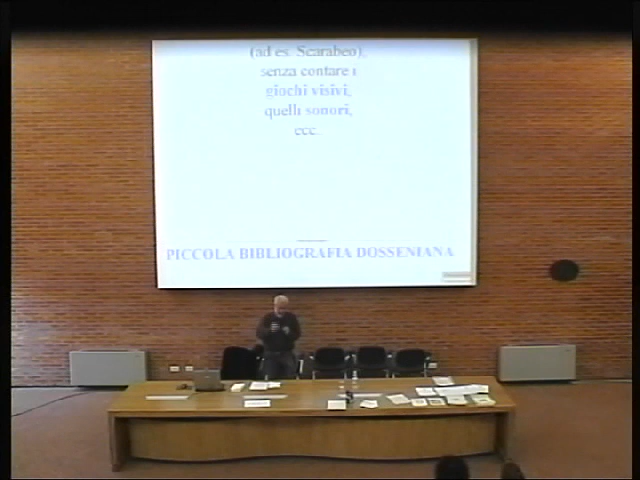 (ad es. Scarabeo),
senza contare i
giochi visivi,
quelli sonori,
ecc.
PICCOLA BIBLIOGRAFIA DOSSENIANA